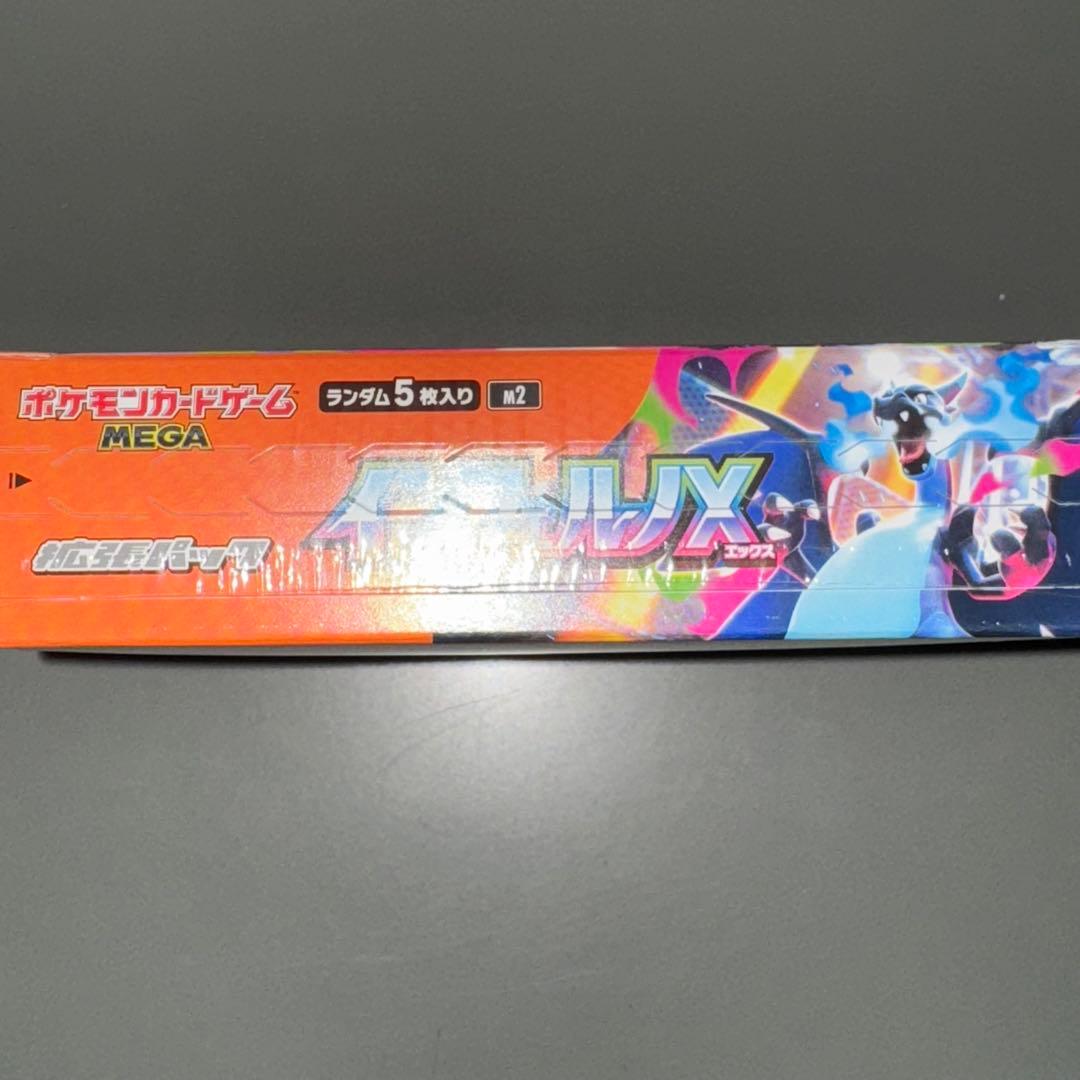 ポケモンカードゲーム
MEGA
ランダム5枚入り M2
拡張パック
エックス